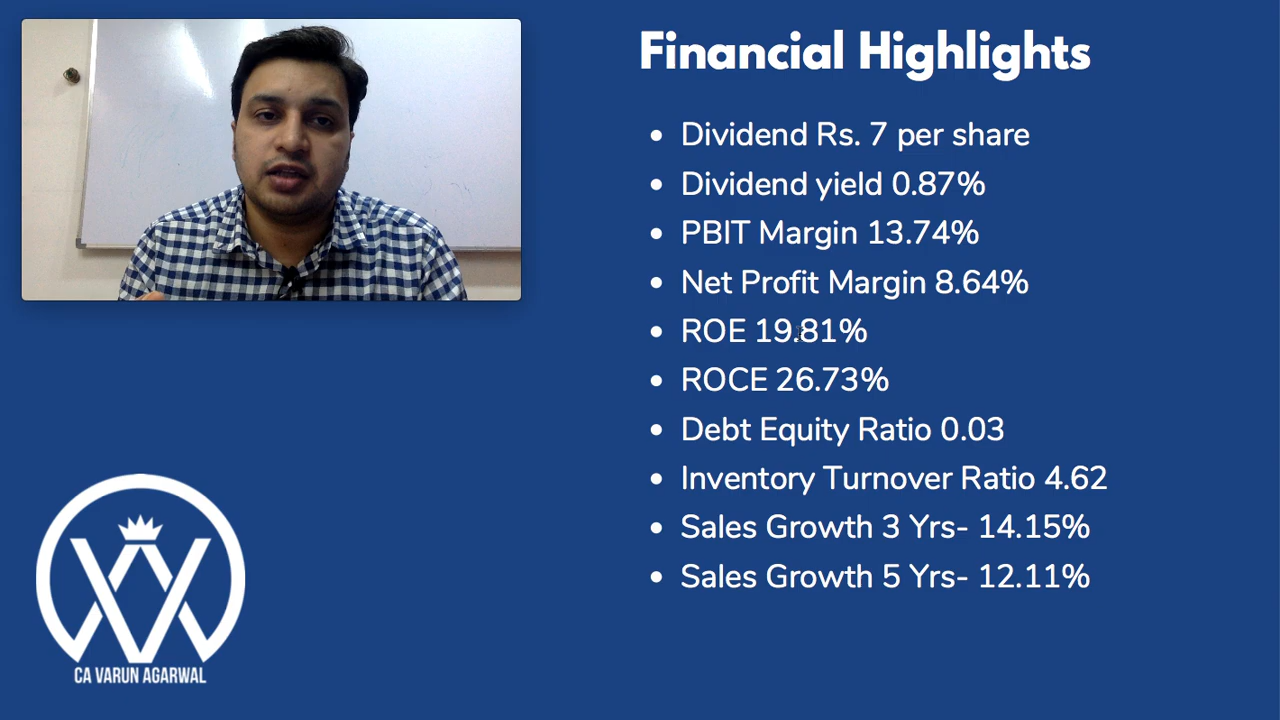 Financial Highlights
• Dividend Rs. 7 per share
• Dividend yield 0.87%
• PBIT Margin 13.74%
• Net Profit Margin 8.64%
• ROE 19.81%
• ROCE 26.73%
• Debt Equity Ratio 0.03
• Inventory Turnover Ratio 4.62
• Sales Growth 3 Yrs- 14.15%
• Sales Growth 5 Yrs- 12.11%
CA VARUN AGARWAL